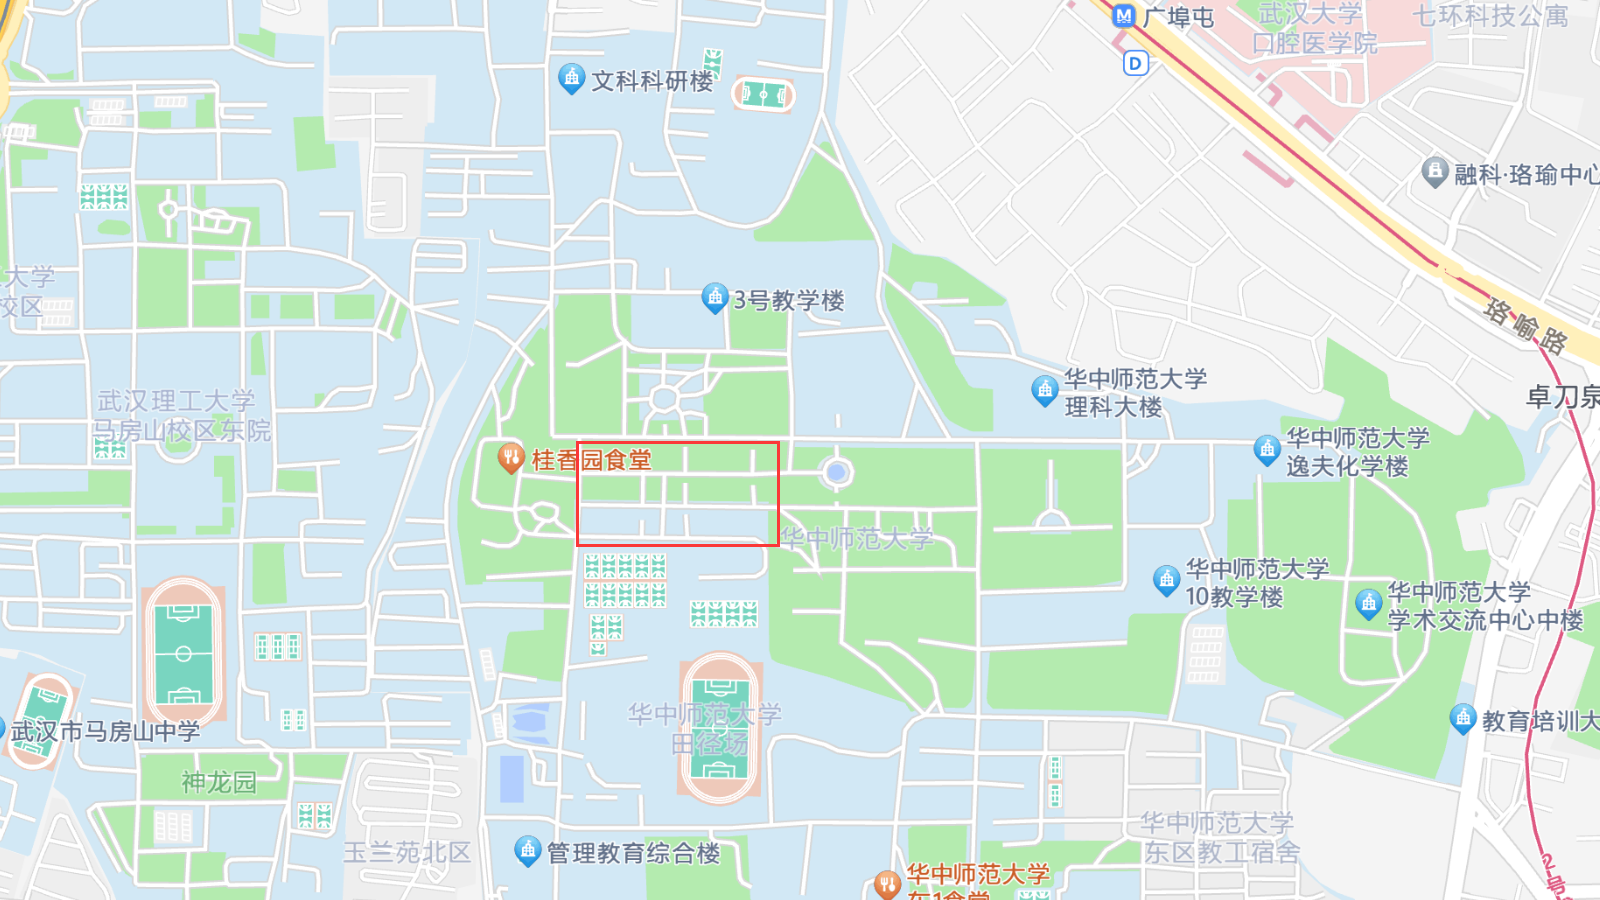 M 广埠屯
武汉大学
口腔医学院
七环科技公寓
D
文科科研楼
融科·珞瑜中心
大学
校区
3号教学楼
珞喻路
华中师范大学
理科大楼
卓刀泉
武汉理工大学
马房山校区东院
华中师范大学
逸夫化学楼
桂香园食堂
华中师范大学
华中师范大学
10教学楼
华中师范大学
学术交流中心中楼
华中师范大学
田径场
武汉市马房山中学
教育培训大
神龙园
华中师范大学
东区教工宿舍
玉兰苑北区
管理教育综合楼
2号
华中师范大学
东1食堂